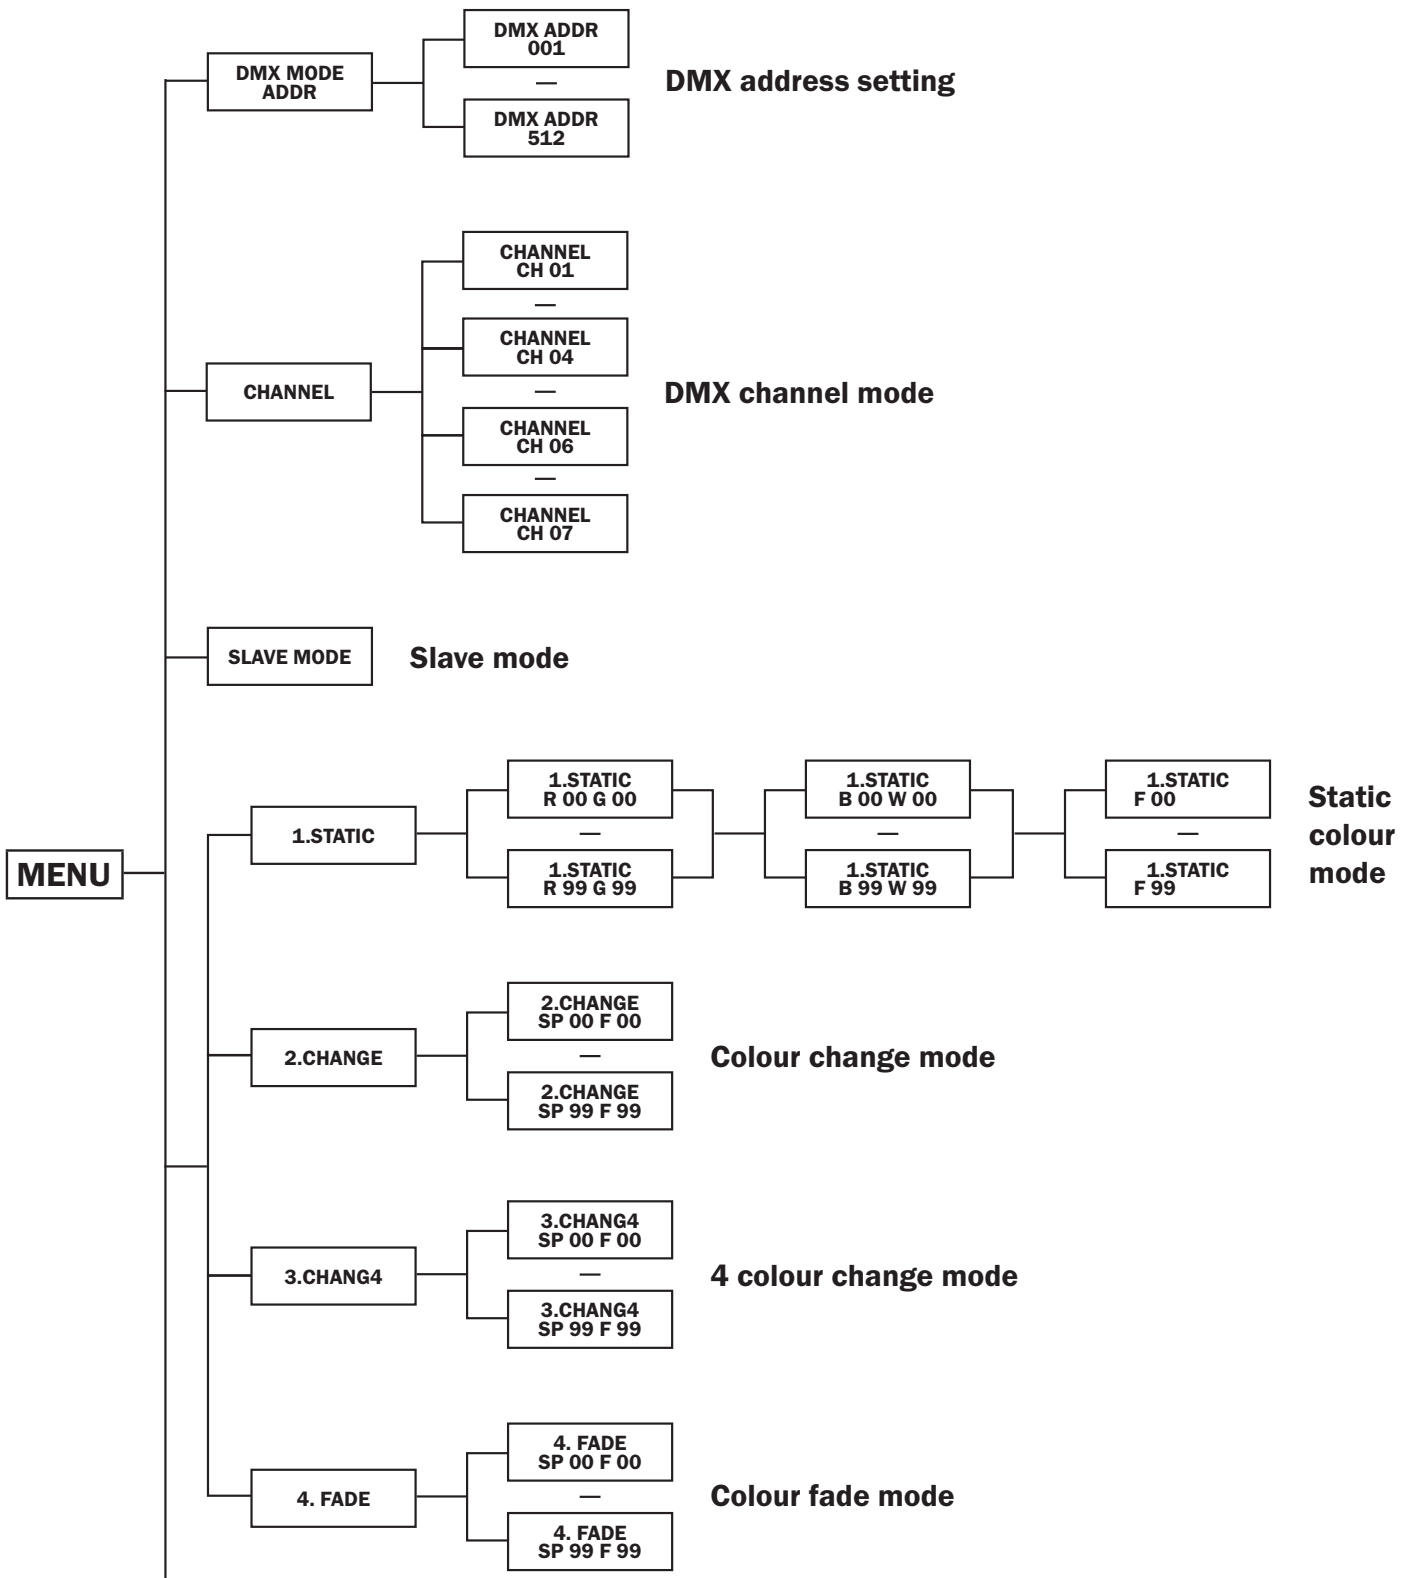 DMX MODE
ADDR
DMX ADDR
001
—
DMX ADDR
512
DMX address setting
CHANNEL
CHANNEL
CH 01
—
CHANNEL
CH 04
—
CHANNEL
CH 06
—
CHANNEL
CH 07
DMX channel mode
SLAVE MODE
Slave mode
MENU
1.STATIC
1.STATIC
R 00 G 00
—
1.STATIC
R 99 G 99
1.STATIC
B 00 W 00
—
1.STATIC
B 99 W 99
1.STATIC
F 00
—
1.STATIC
F 99
Static
colour
mode
2.CHANGE
2.CHANGE
SP 00 F 00
—
2.CHANGE
SP 99 F 99
Colour change mode
3.CHANG4
3.CHANG4
SP 00 F 00
—
3.CHANG4
SP 99 F 99
4 colour change mode
4. FADE
4. FADE
SP 00 F 00
—
4. FADE
SP 99 F 99
Colour fade mode